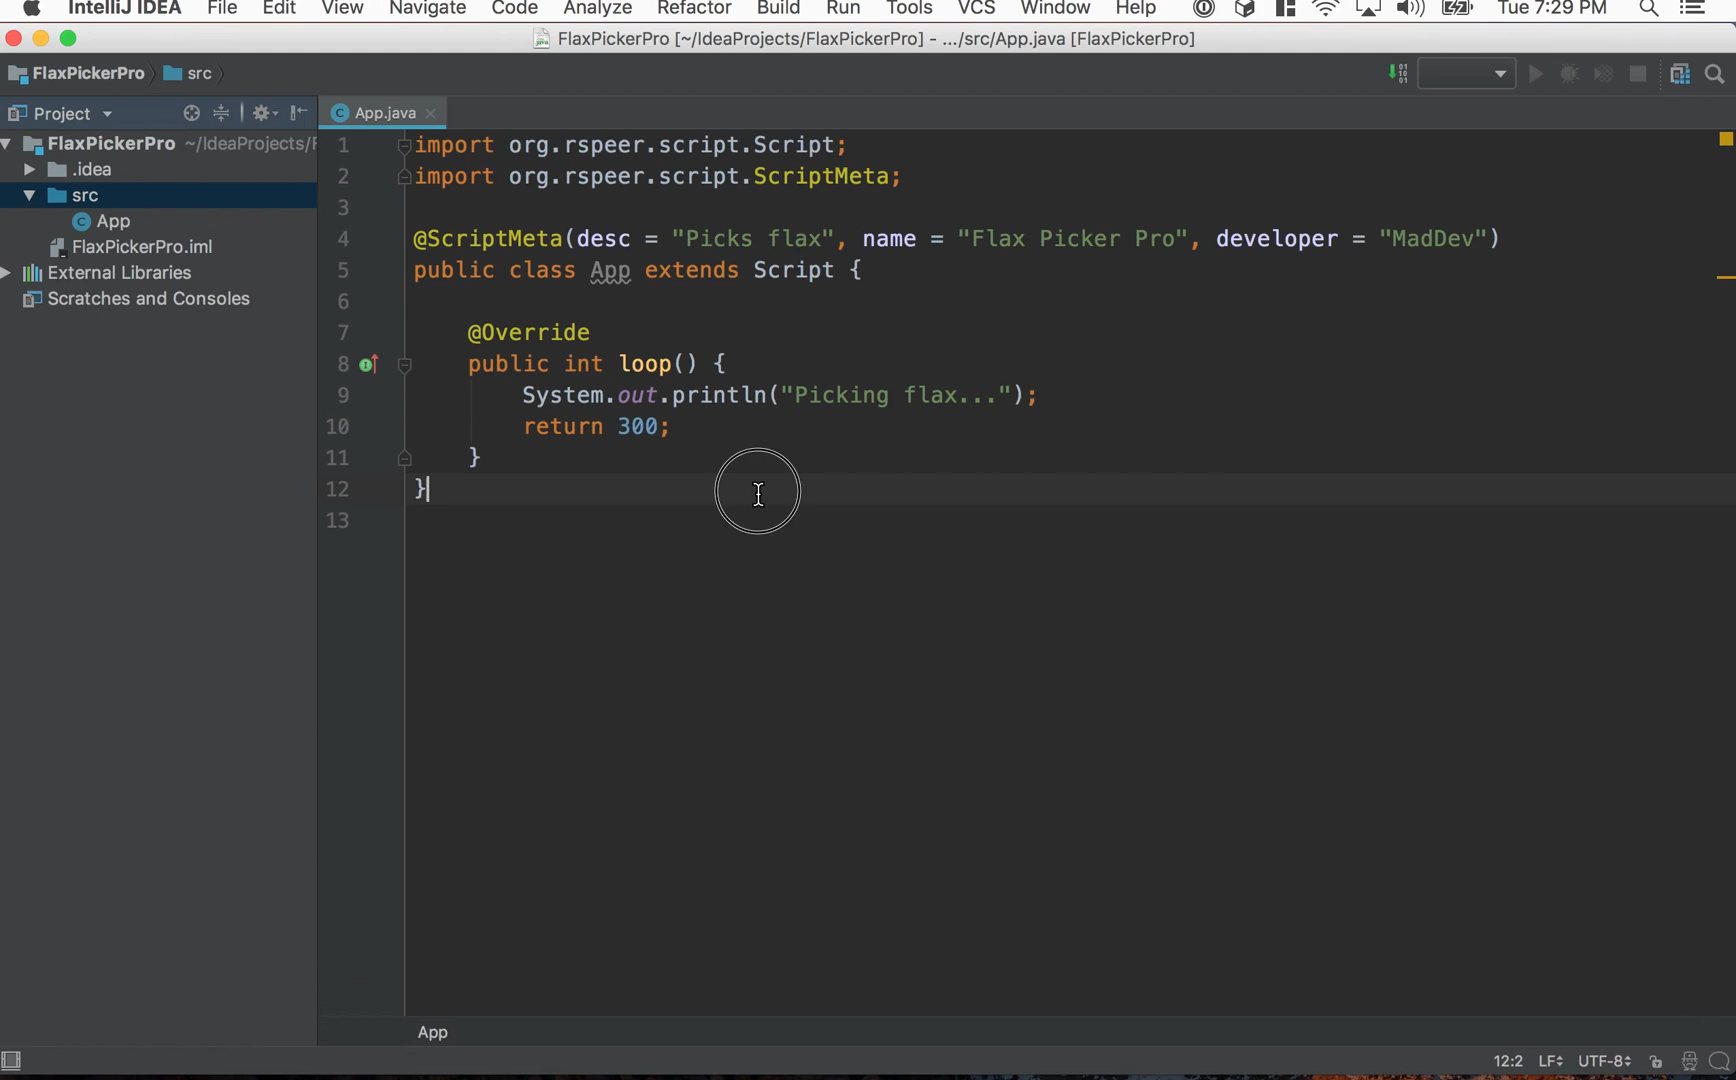 IntelliJ IDEA File Edit View Navigate Code Analyze Refactor Build Run Tools VCS Window Help Tue 7:29 PM
FlaxPickerPro [~/IdeaProjects/FlaxPickerPro] - .../src/App.java [FlaxPickerPro]
FlaxPickerPro src
Project
App.java
FlaxPickerPro ~/IdeaProjects/F
.idea
src
App
FlaxPickerPro.iml
External Libraries
Scratches and Consoles
1 import org.rspeer.script.Script;
2 import org.rspeer.script.ScriptMeta;
3
4 @ScriptMeta(desc = "Picks flax", name = "Flax Picker Pro", developer = "MadDev")
5 public class App extends Script {
6
7 @Override
8 public int loop() {
9 System.out.println("Picking flax...");
10 return 300;
11 }
12 }
13
App
12:2 LF UTF-8